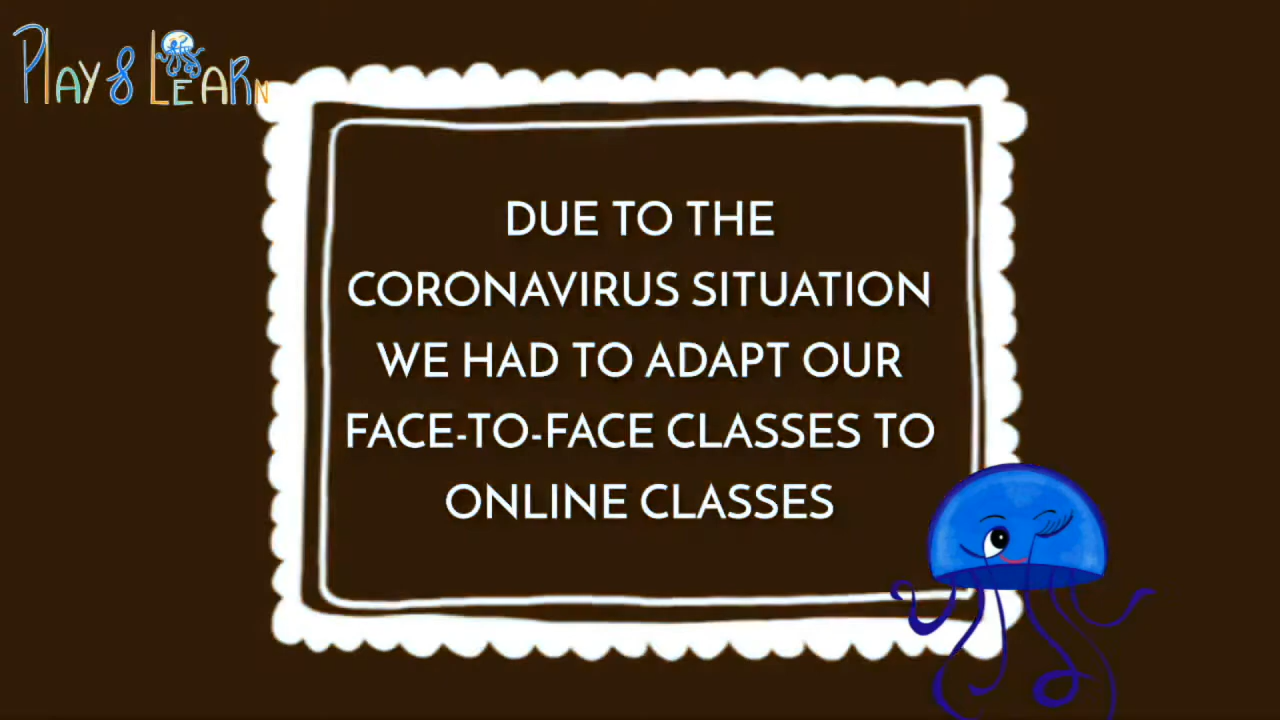 PLAY & LEARN
DUE TO THE
CORONAVIRUS SITUATION
WE HAD TO ADAPT OUR
FACE-TO-FACE CLASSES TO
ONLINE CLASSES